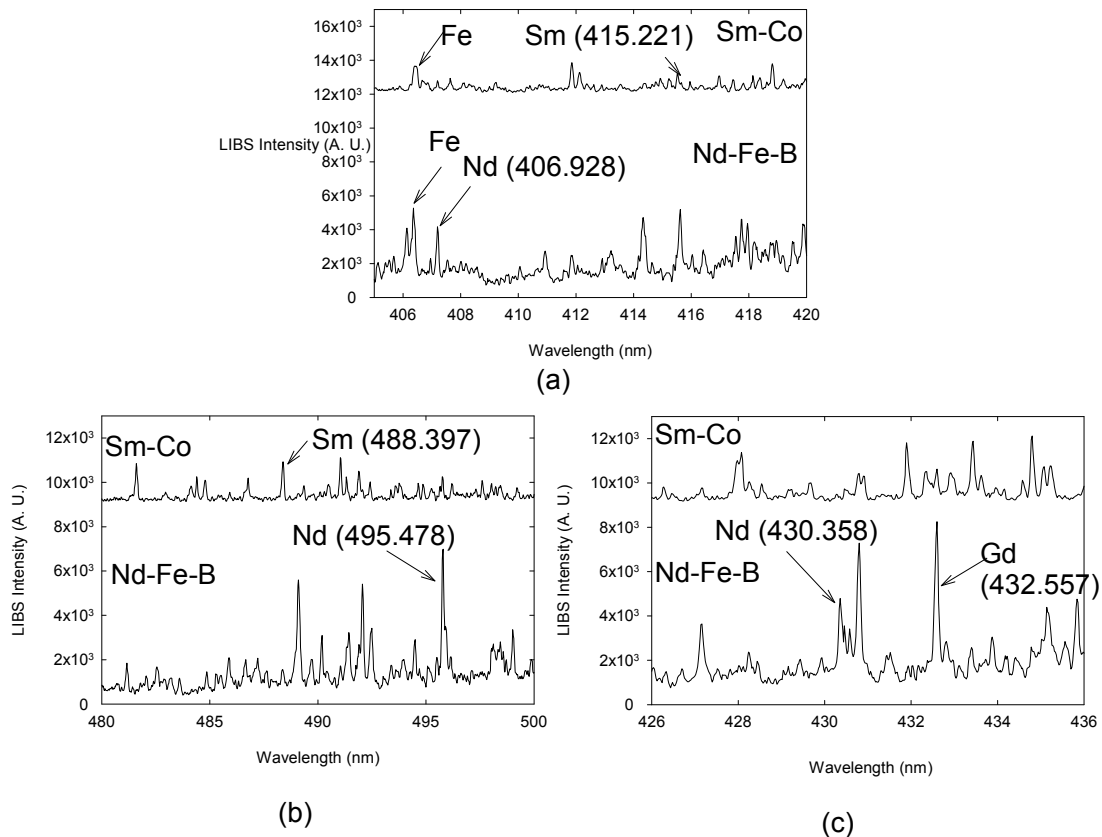 16x10³
14x10³
12x10³
16x10³
LIBS Intensity (A. U.)
10x10³
8x10³
6x10³
4x10³
2x10³
0
Fe
Sm (415.221)
Sm-Co
Fe
Nd (406.928)
Nd-Fe-B
406 408 410 412 414 416 418 420
Wavelength (nm)
(a)
LIBS Intensity (A. U.)
12x10³
10x10³
8x10³
6x10³
4x10³
2x10³
0
Sm-Co
Sm (488.397)
Nd (495.478)
Nd-Fe-B
480 485 490 495 500
Wavelength (nm)
(b)
LIBS Intensity (A. U.)
12x10³
10x10³
8x10³
6x10³
4x10³
2x10³
0
Sm-Co
Nd (430.358)
Nd-Fe-B
Gd
(432.557)
426 428 430 432 434 436
Wavelength (nm)
(c)